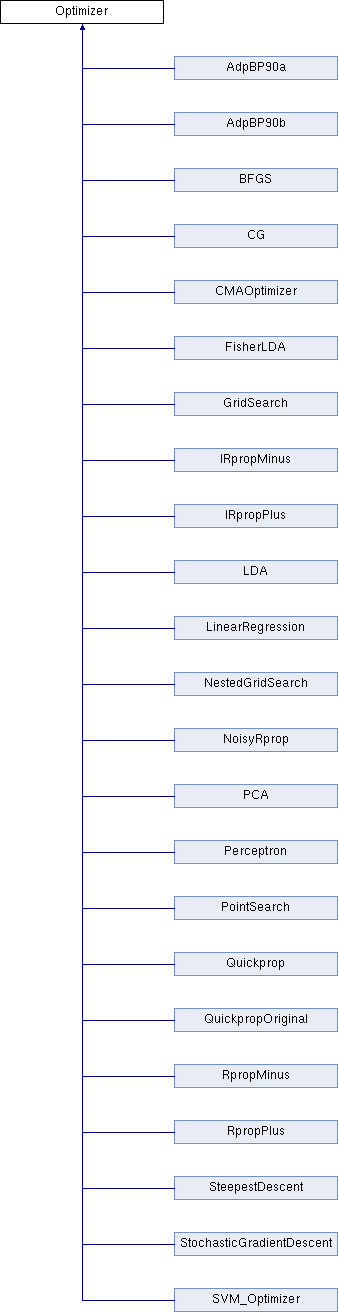 Optimizer
AdpBP90a
AdpBP90b
BFGS
CG
CMAOptimizer
FisherLDA
GridSearch
IRpropMinus
IRpropPlus
LDA
LinearRegression
NestedGridSearch
NoisyRprop
PCA
Perceptron
PointSearch
Quickprop
QuickpropOriginal
RpropMinus
RpropPlus
SteepestDescent
StochasticGradientDescent
SVM_Optimizer